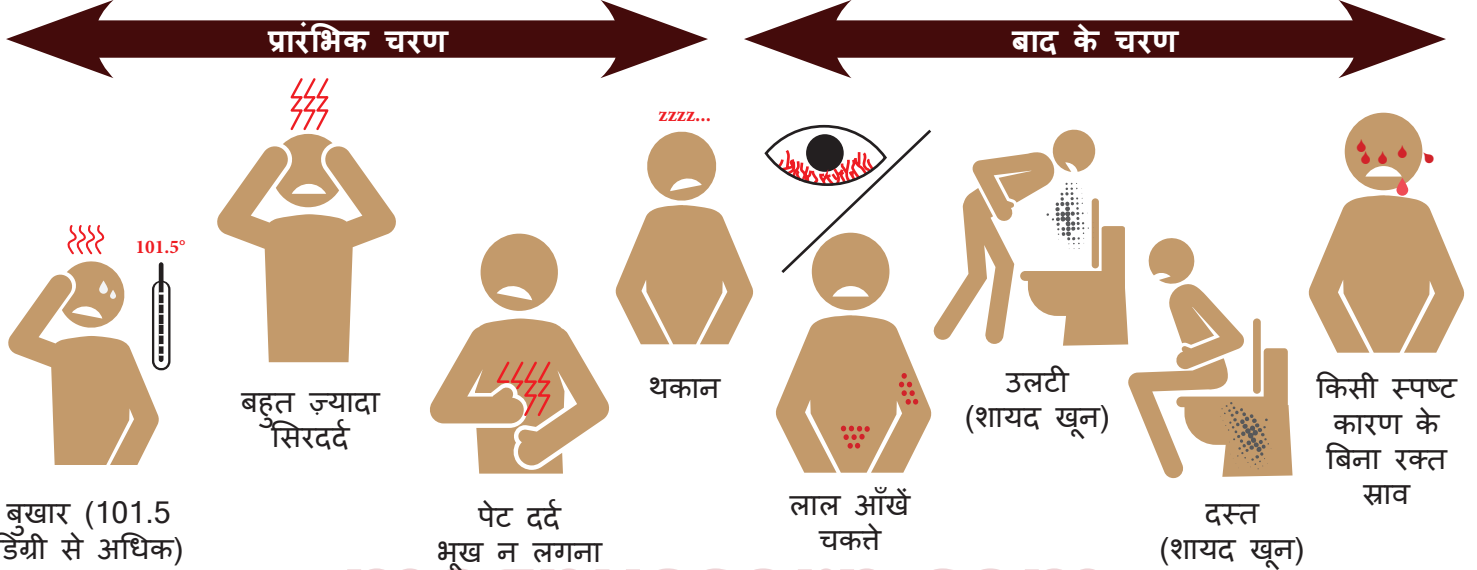 प्रारंभिक चरण
बाद के चरण
101.5°
बुखार (101.5
डिग्री से अधिक)
बहुत ज़्यादा
सिरदर्द
पेट दर्द
भूख न लगना
zzzz...
थकान
लाल आँखें
चकत्ते
उलटी
(शायद खून)
दस्त
(शायद खून)
किसी स्पष्ट
कारण के
बिना रक्त
स्राव